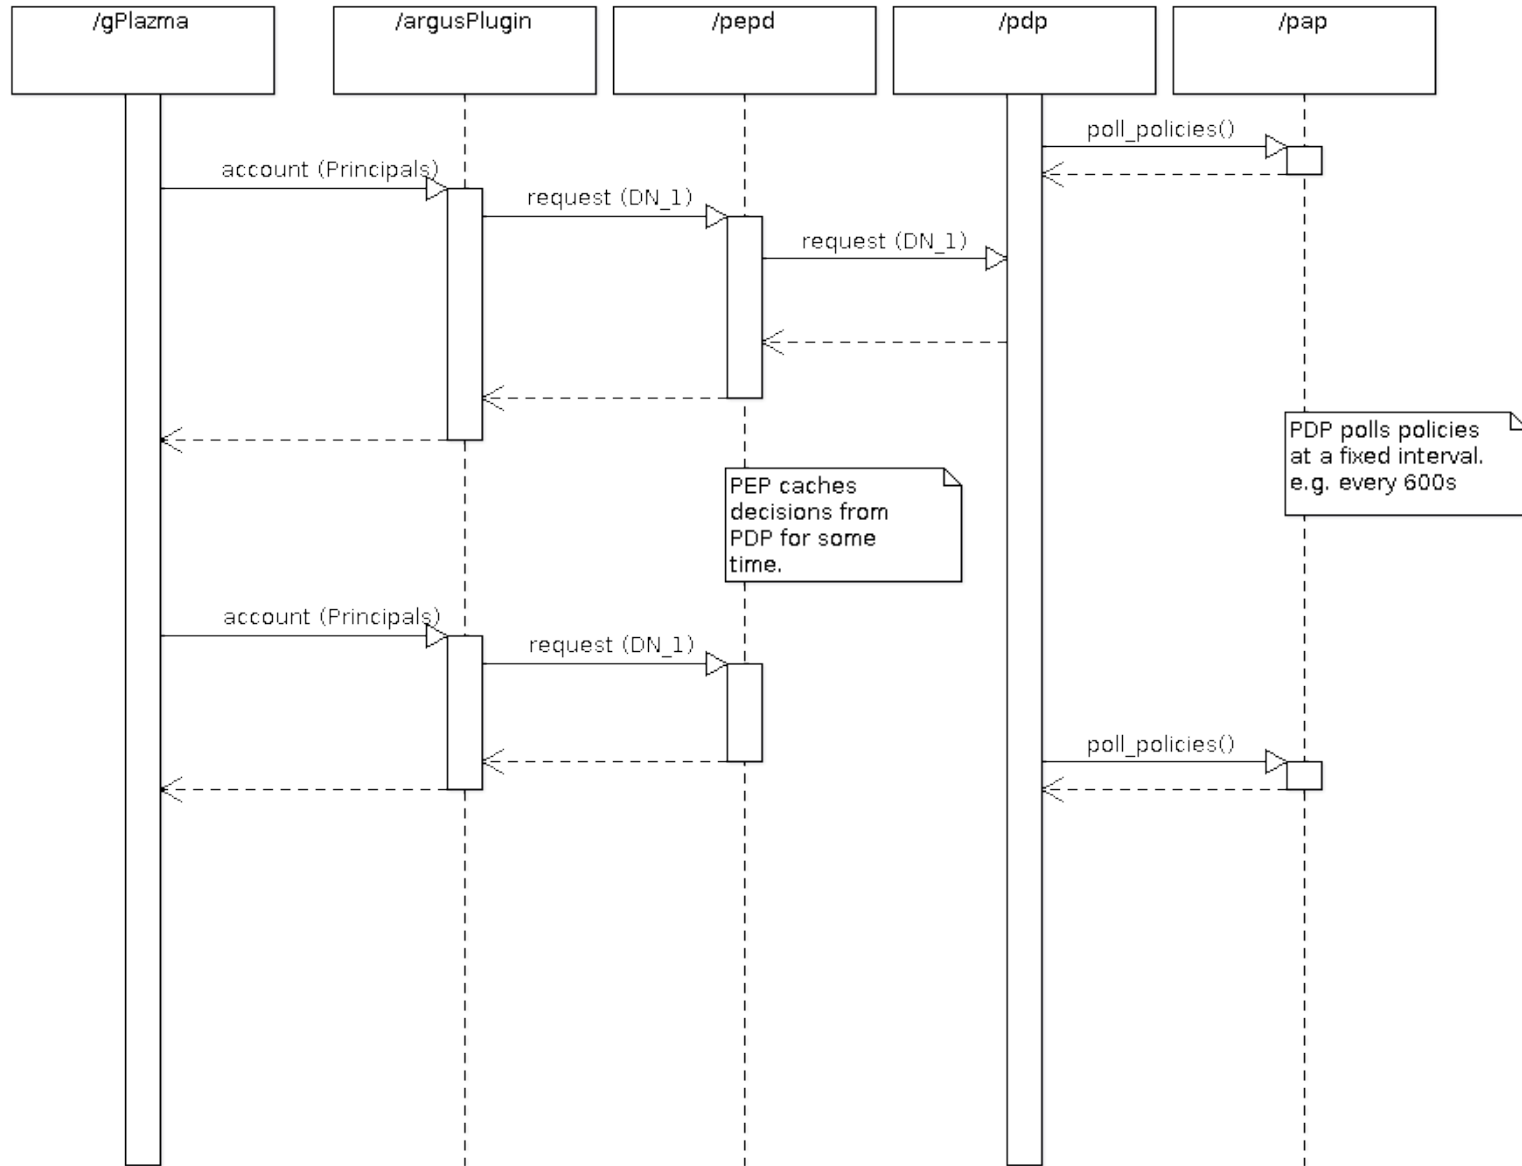 /gPlazma
/argusPlugin
/pepd
/pdp
/pap
poll_policies()
account (Principals)
request (DN_1)
request (DN_1)
PDP polls policies
at a fixed interval.
e.g. every 600s
PEP caches
decisions from
PDP for some
time.
account (Principals)
request (DN_1)
poll_policies()